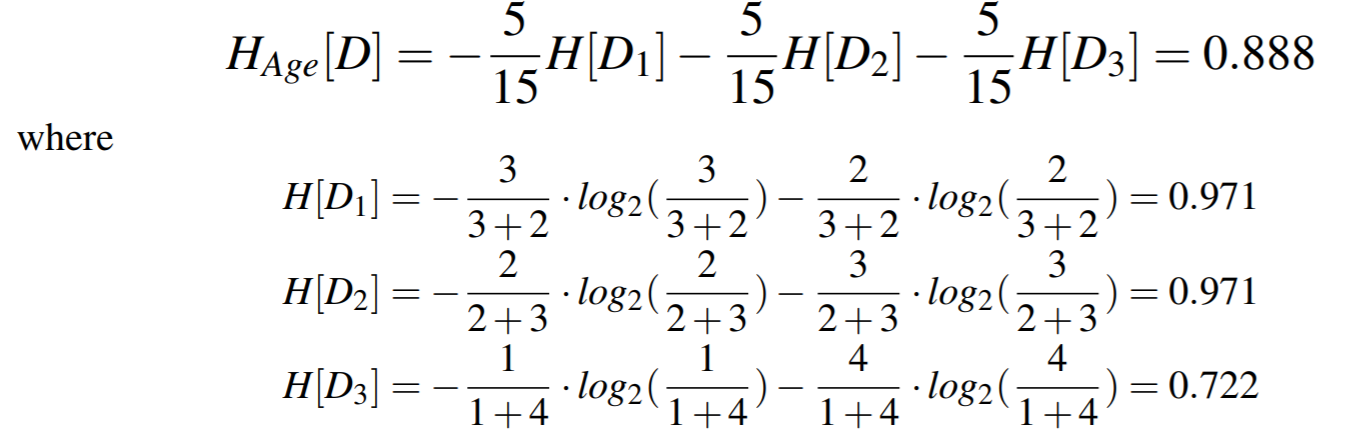 H_{Age}[D] = -\frac{5}{15}H[D_1] - \frac{5}{15}H[D_2] - \frac{5}{15}H[D_3] = 0.888
where
H[D_1] = -\frac{3}{3+2} \cdot log_2(\frac{3}{3+2}) - \frac{2}{3+2} \cdot log_2(\frac{2}{3+2}) = 0.971
H[D_2] = -\frac{2}{2+3} \cdot log_2(\frac{2}{2+3}) - \frac{3}{2+3} \cdot log_2(\frac{3}{2+3}) = 0.971
H[D_3] = -\frac{1}{1+4} \cdot log_2(\frac{1}{1+4}) - \frac{4}{1+4} \cdot log_2(\frac{4}{1+4}) = 0.722